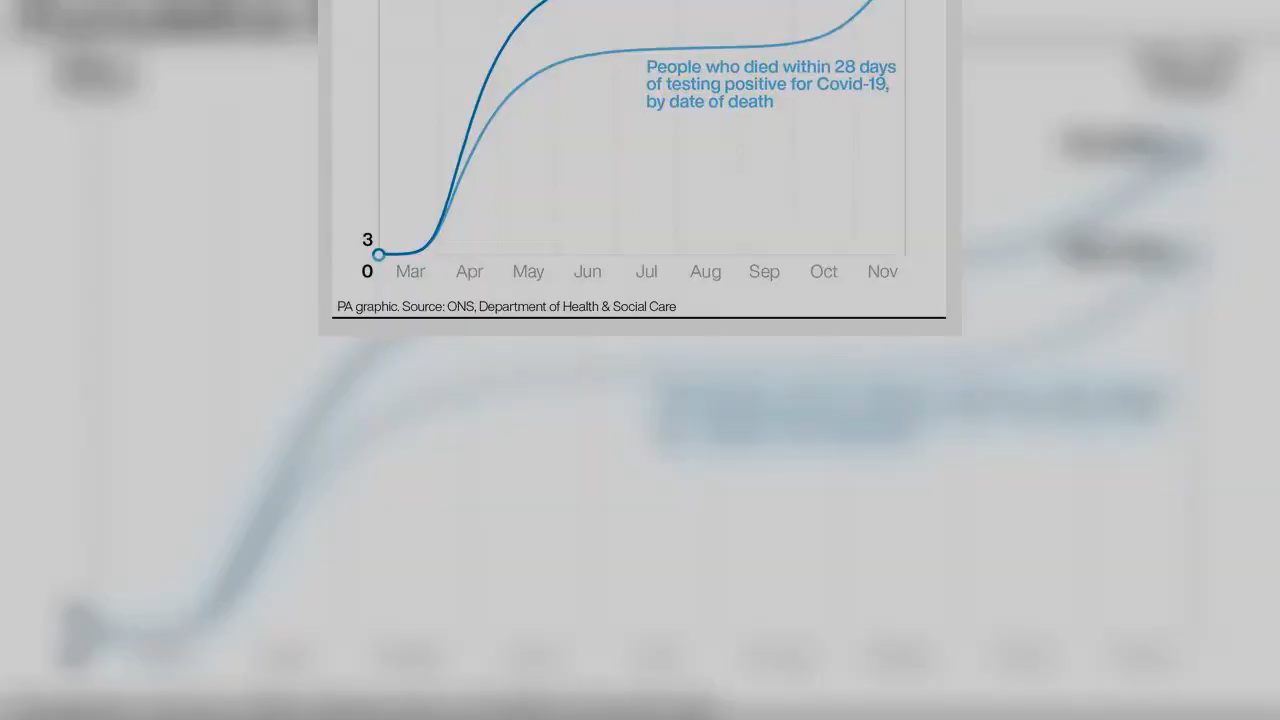 People who died within 28 days
of testing positive for Covid-19,
by date of death
3
0 Mar Apr May Jun Jul Aug Sep Oct Nov
PA graphic. Source: ONS, Department of Health & Social Care